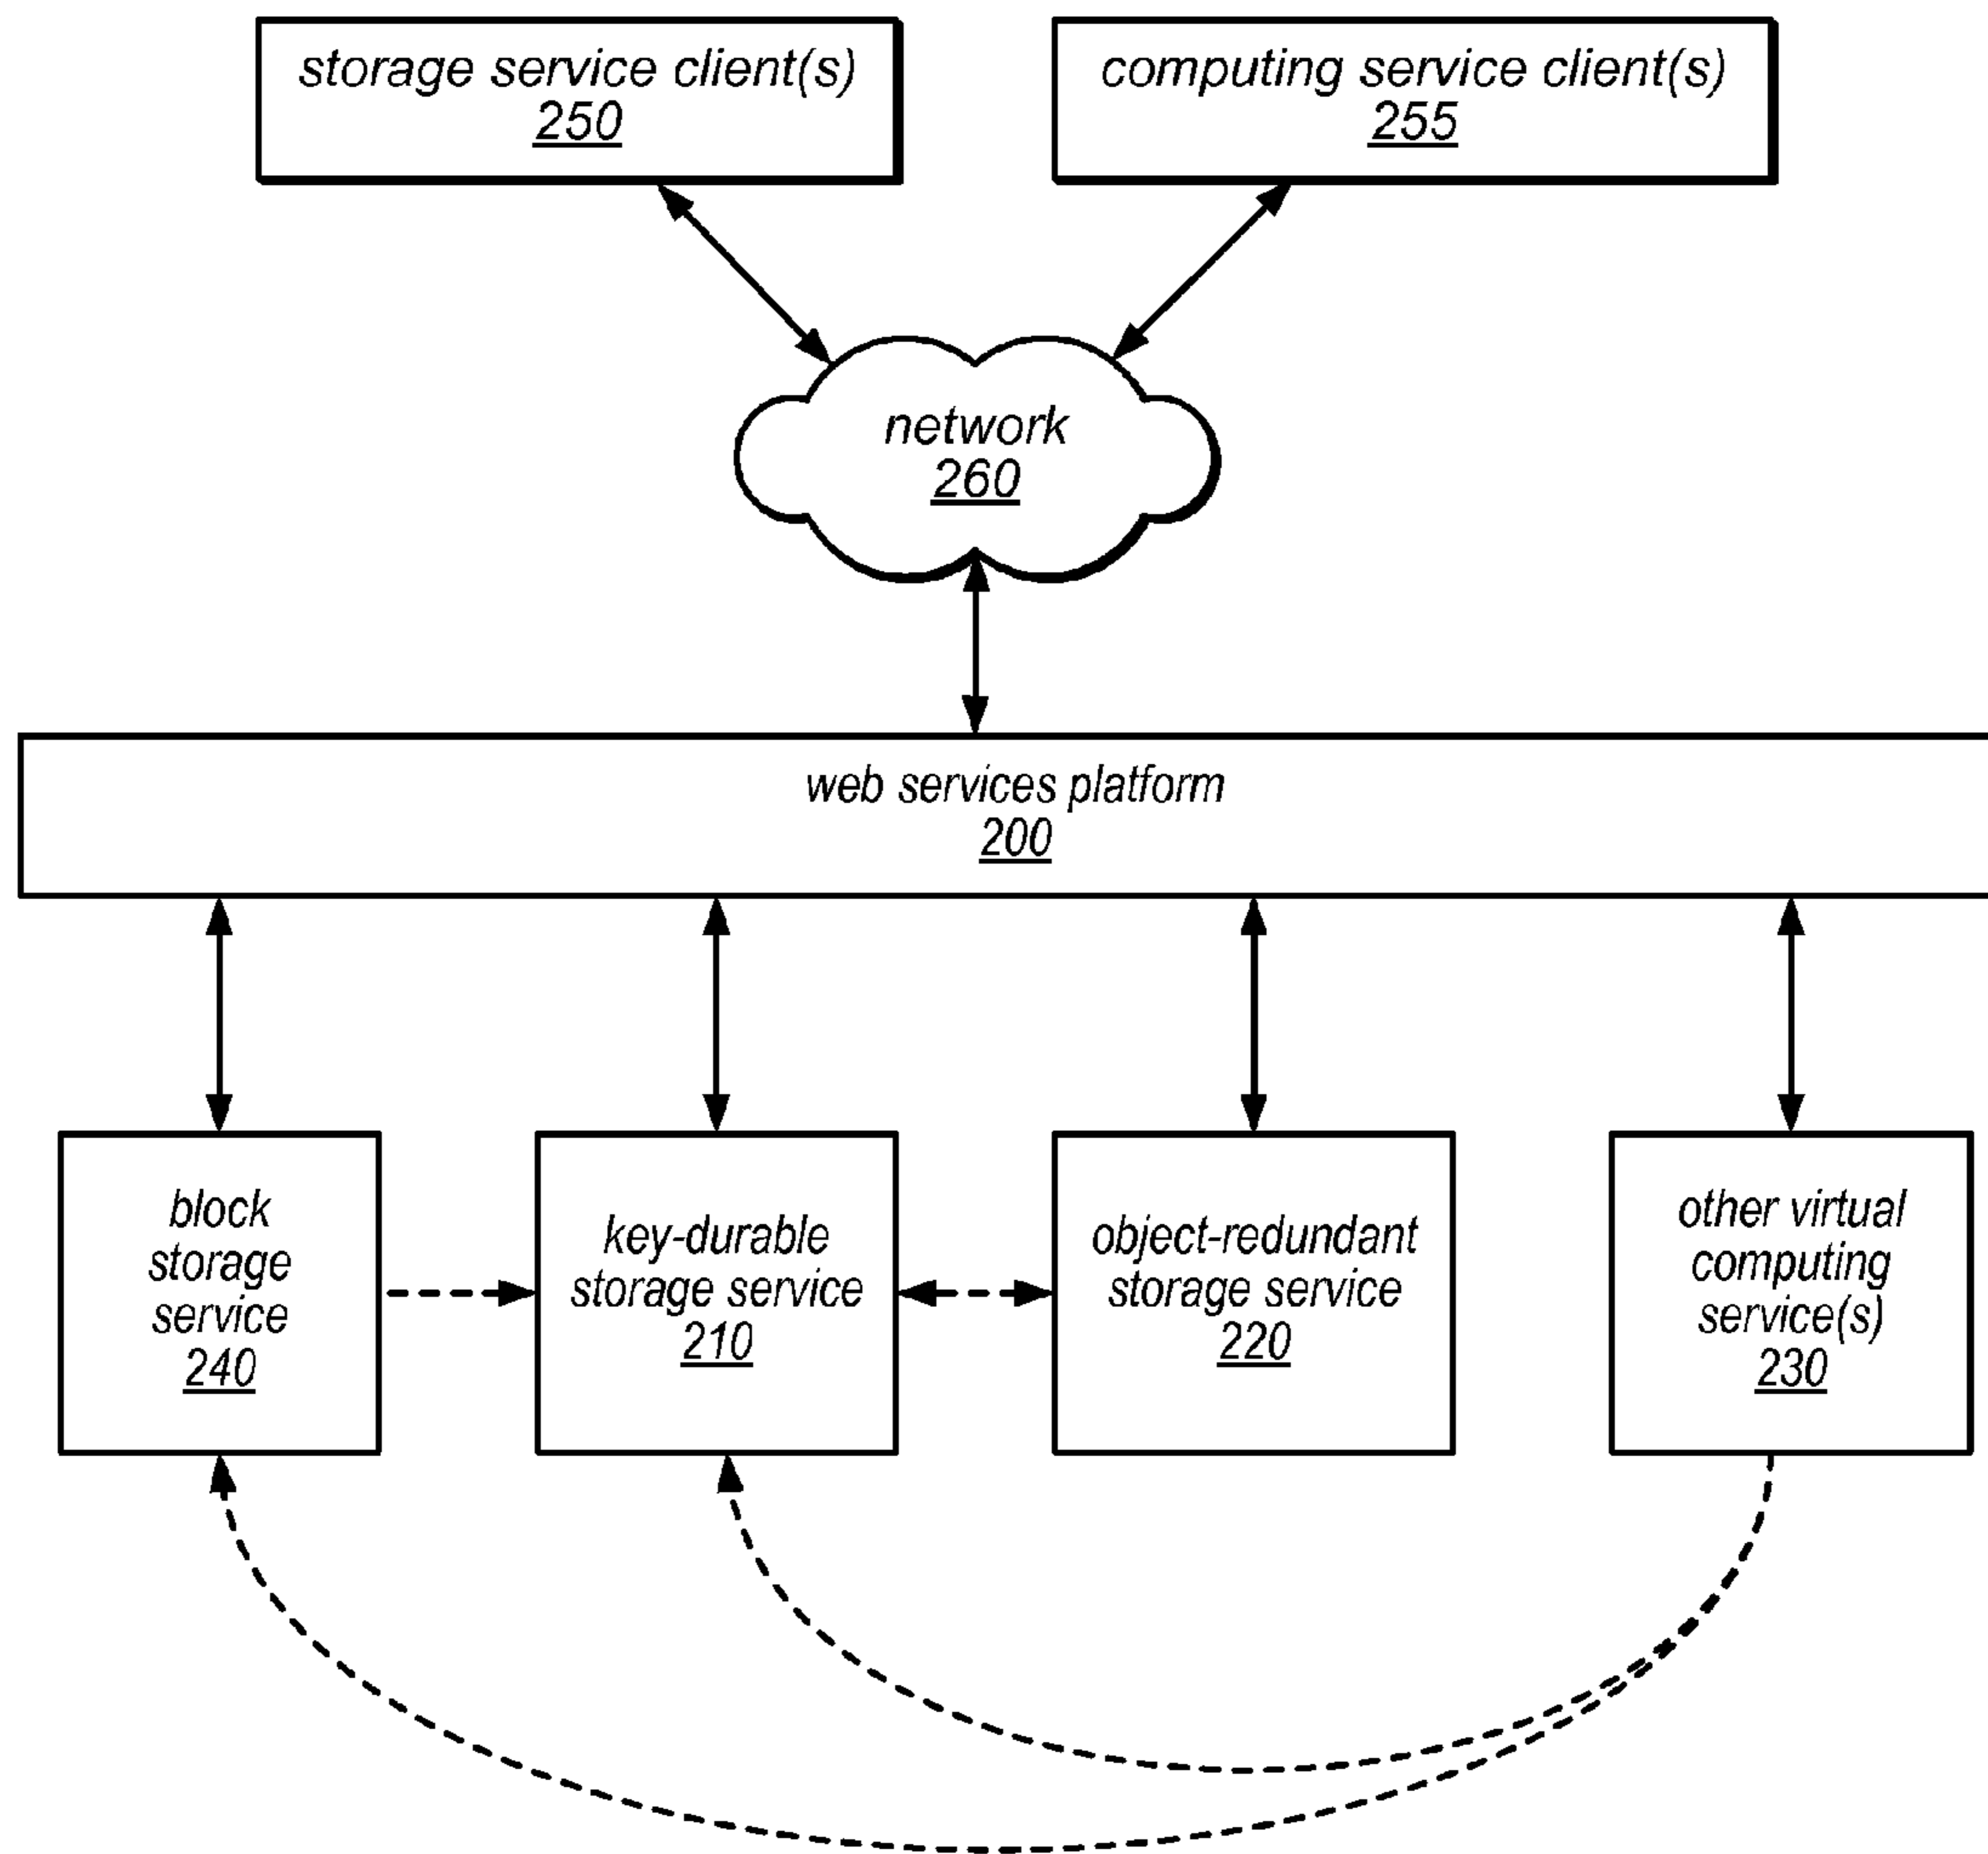 storage service client(s)
250
computing service client(s)
255
network
260
web services platform
200
block
storage
service
240
key-durable
storage service
210
object-redundant
storage service
220
other virtual
computing
service(s)
230